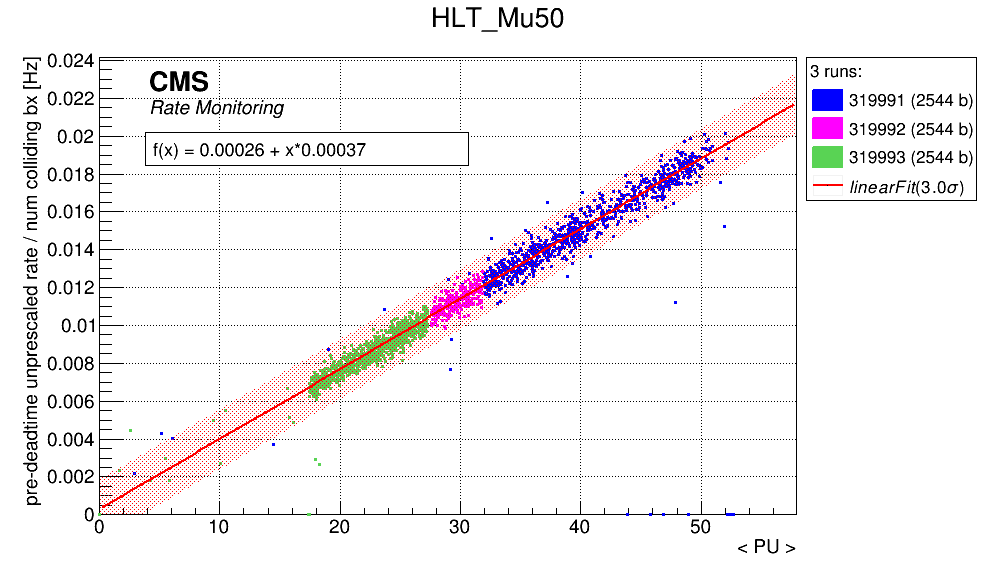 HLT_Mu50
pre-deadtime unprescaled rate / num colliding bx [Hz]
0.024
0.022
0.02
0.018
0.016
0.014
0.012
0.01
0.008
0.006
0.004
0.002
0
CMS
Rate Monitoring
f(x) = 0.00026 + x*0.00037
3 runs:
319991 (2544 b)
319992 (2544 b)
319993 (2544 b)
linearFit(3.0σ)
0 10 20 30 40 50
< PU >